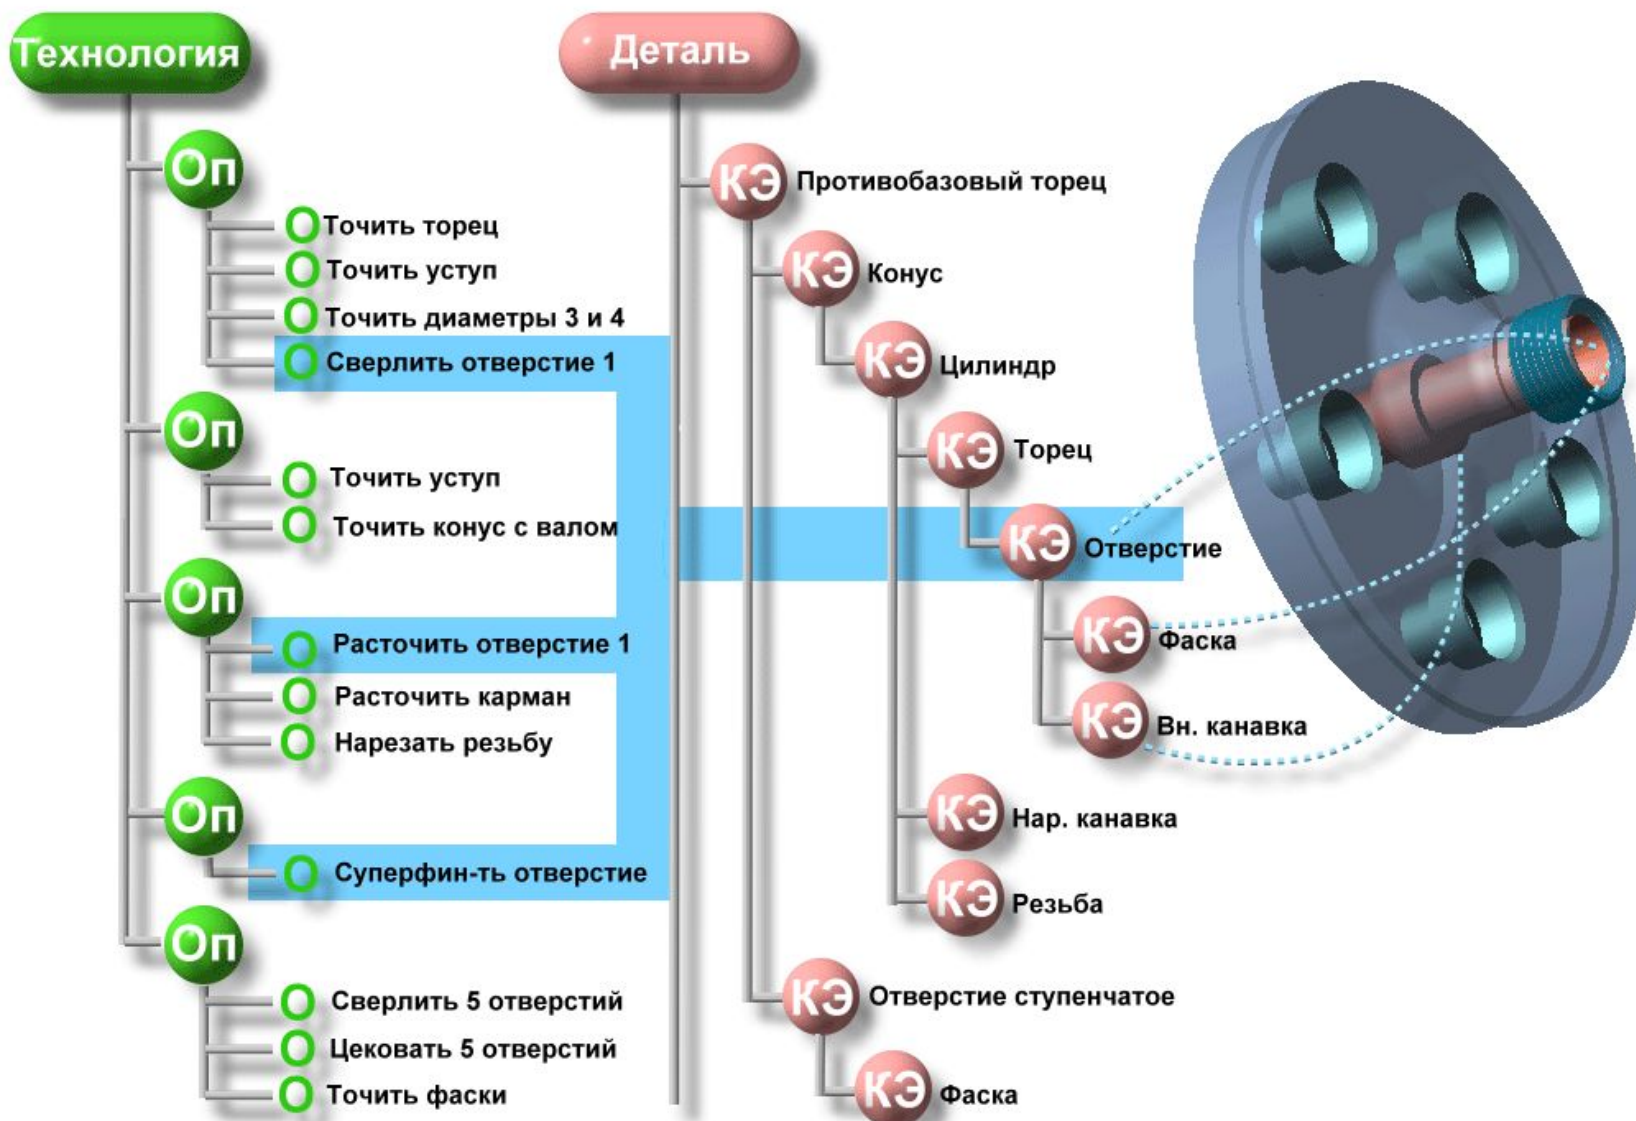 Технология
Оп
О Точить торец
О Точить уступ
О Точить диаметры 3 и 4
О Сверлить отверстие 1
Оп
О Точить уступ
О Точить конус с валом
Оп
О Расточить отверстие 1
О Расточить карман
О Нарезать резьбу
Оп
О Суперфин-ть отверстие
Оп
О Сверлить 5 отверстий
О Цековать 5 отверстий
О Точить фаски
Деталь
КЭ Противобазовый торец
КЭ Конус
КЭ Цилиндр
КЭ Торец
КЭ Отверстие
КЭ Фаска
КЭ Вн. канавка
КЭ Нар. канавка
КЭ Резьба
КЭ Отверстие ступенчатое
КЭ Фаска